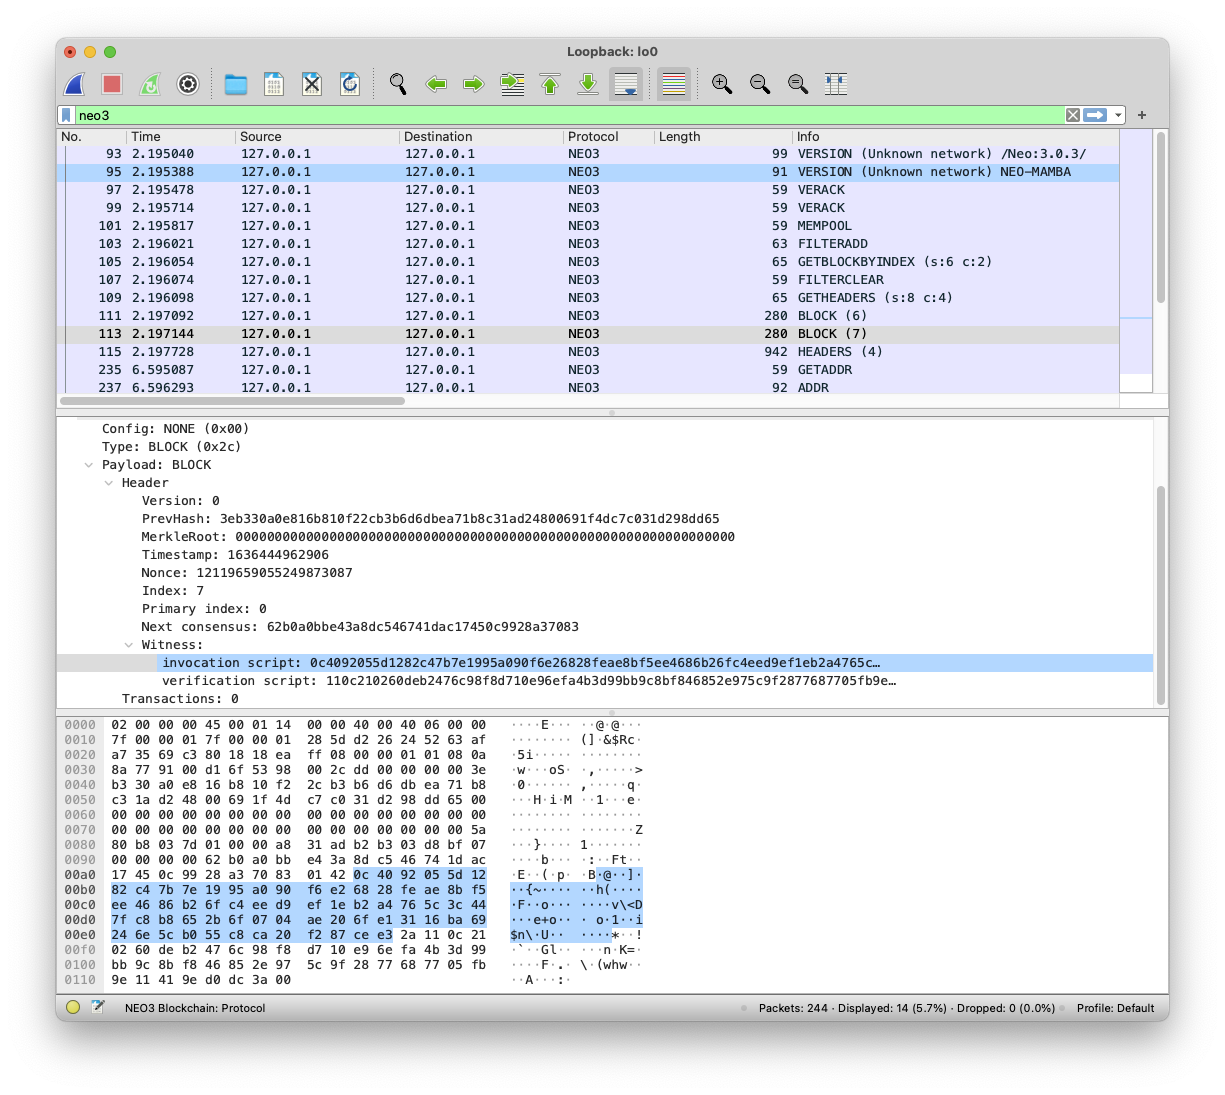 Loopback: lo0
neo3
No. Time Source Destination Protocol Length Info
93 2.195040 127.0.0.1 127.0.0.1 NEO3 99 VERSION (Unknown network) /Neo:3.0.3/
95 2.195388 127.0.0.1 127.0.0.1 NEO3 91 VERSION (Unknown network) NEO-MAMBA
97 2.195478 127.0.0.1 127.0.0.1 NEO3 59 VERACK
99 2.195714 127.0.0.1 127.0.0.1 NEO3 59 VERACK
101 2.195817 127.0.0.1 127.0.0.1 NEO3 59 MEMPOOL
103 2.196021 127.0.0.1 127.0.0.1 NEO3 63 FILTERADD
105 2.196054 127.0.0.1 127.0.0.1 NEO3 65 GETBLOCKBYINDEX (s:6 c:2)
107 2.196074 127.0.0.1 127.0.0.1 NEO3 59 FILTERCLEAR
109 2.196098 127.0.0.1 127.0.0.1 NEO3 65 GETHEADERS (s:8 c:4)
111 2.197092 127.0.0.1 127.0.0.1 NEO3 280 BLOCK (6)
113 2.197144 127.0.0.1 127.0.0.1 NEO3 280 BLOCK (7)
115 2.197728 127.0.0.1 127.0.0.1 NEO3 942 HEADERS (4)
235 6.595087 127.0.0.1 127.0.0.1 NEO3 59 GETADDR
237 6.596293 127.0.0.1 127.0.0.1 NEO3 92 ADDR
Config: NONE (0x00)
Type: BLOCK (0x2c)
Payload: BLOCK
Header
Version: 0
PrevHash: 3eb330a0e816b810f22cb3b6d6dbea71b8c31ad24800691f4dc7c031d298dd65
MerkleRoot: 0000000000000000000000000000000000000000000000000000000000000000
Timestamp: 1636444962906
Nonce: 12119659055249873087
Index: 7
Primary index: 0
Next consensus: 62b0a0bbe43a8dc546741dac17450c9928a37083
Witness:
invocation script: 0c4092055d1282c47b7e1995a090f6e26828feae8bf5ee4686b26fc4eed9ef1eb2a4765c…
verification script: 110c210260deb2476c98f8d710e96efa4b3d99bb9c8bf846852e975c9f2877687705fb9e…
Transactions: 0
0000 02 00 00 00 45 00 01 14 00 00 40 00 40 06 00 00 ····E··· ··@·@···
0010 7f 00 00 01 7f 00 00 01 28 5d d2 26 24 52 63 af ········ (]·&$Rc·
0020 a7 35 69 c3 80 18 18 ea ff 08 00 00 01 01 08 0a ·5i····· ········
0030 8a 77 91 00 d1 6f 53 98 00 2c dd 00 00 00 00 3e ·w···oS· ·,·····>
0040 b3 30 a0 e8 16 b8 10 f2 2c b3 b6 d6 db ea 71 b8 ·0······ ,·····q·
0050 c3 1a d2 48 00 69 1f 4d c7 c0 31 d2 98 dd 65 00 ···H·i·M ··1···e·
0060 00 00 00 00 00 00 00 00 00 00 00 00 00 00 00 00 ········ ········
0070 00 00 00 00 00 00 00 00 00 00 00 00 00 00 00 5a ········ ·······Z
0080 80 b8 03 7d 01 00 00 a8 31 ad b2 b3 03 d8 bf 07 ···}···· 1·······
0090 00 00 00 00 62 b0 a0 bb e4 3a 8d c5 46 74 1d ac ····b··· ·:··Ft··
00a0 17 45 0c 99 28 a3 70 83 01 42 0c 40 92 05 5d 12 ·E··(·p· ·B·@··]·
00b0 82 c4 7b 7e 19 95 a0 90 f6 e2 68 28 fe ae 8b f5 ··{~···· ··h(····
00c0 ee 46 86 b2 6f c4 ee d9 ef 1e b2 a4 76 5c 3c 44 ·F··o··· ····v\<D
00d0 7f c8 b8 65 2b 6f 07 04 ae 20 6f e1 31 16 ba 69 ···e+o·· · o·1··i
00e0 24 6e 5c b0 55 c8 ca 20 f2 87 ce e3 2a 11 0c 21 $n\·U·· ····*··!
00f0 02 60 de b2 47 6c 98 f8 d7 10 e9 6e fa 4b 3d 99 ·`··Gl·· ···n·K=·
0100 bb 9c 8b f8 46 85 2e 97 5c 9f 28 77 68 77 05 fb ····F·.· \·(whw··
0110 9e 11 41 9e d0 dc 3a 00 ··A···:·
NEO3 Blockchain: Protocol
Packets: 244 · Displayed: 14 (5.7%) · Dropped: 0 (0.0%)
Profile: Default